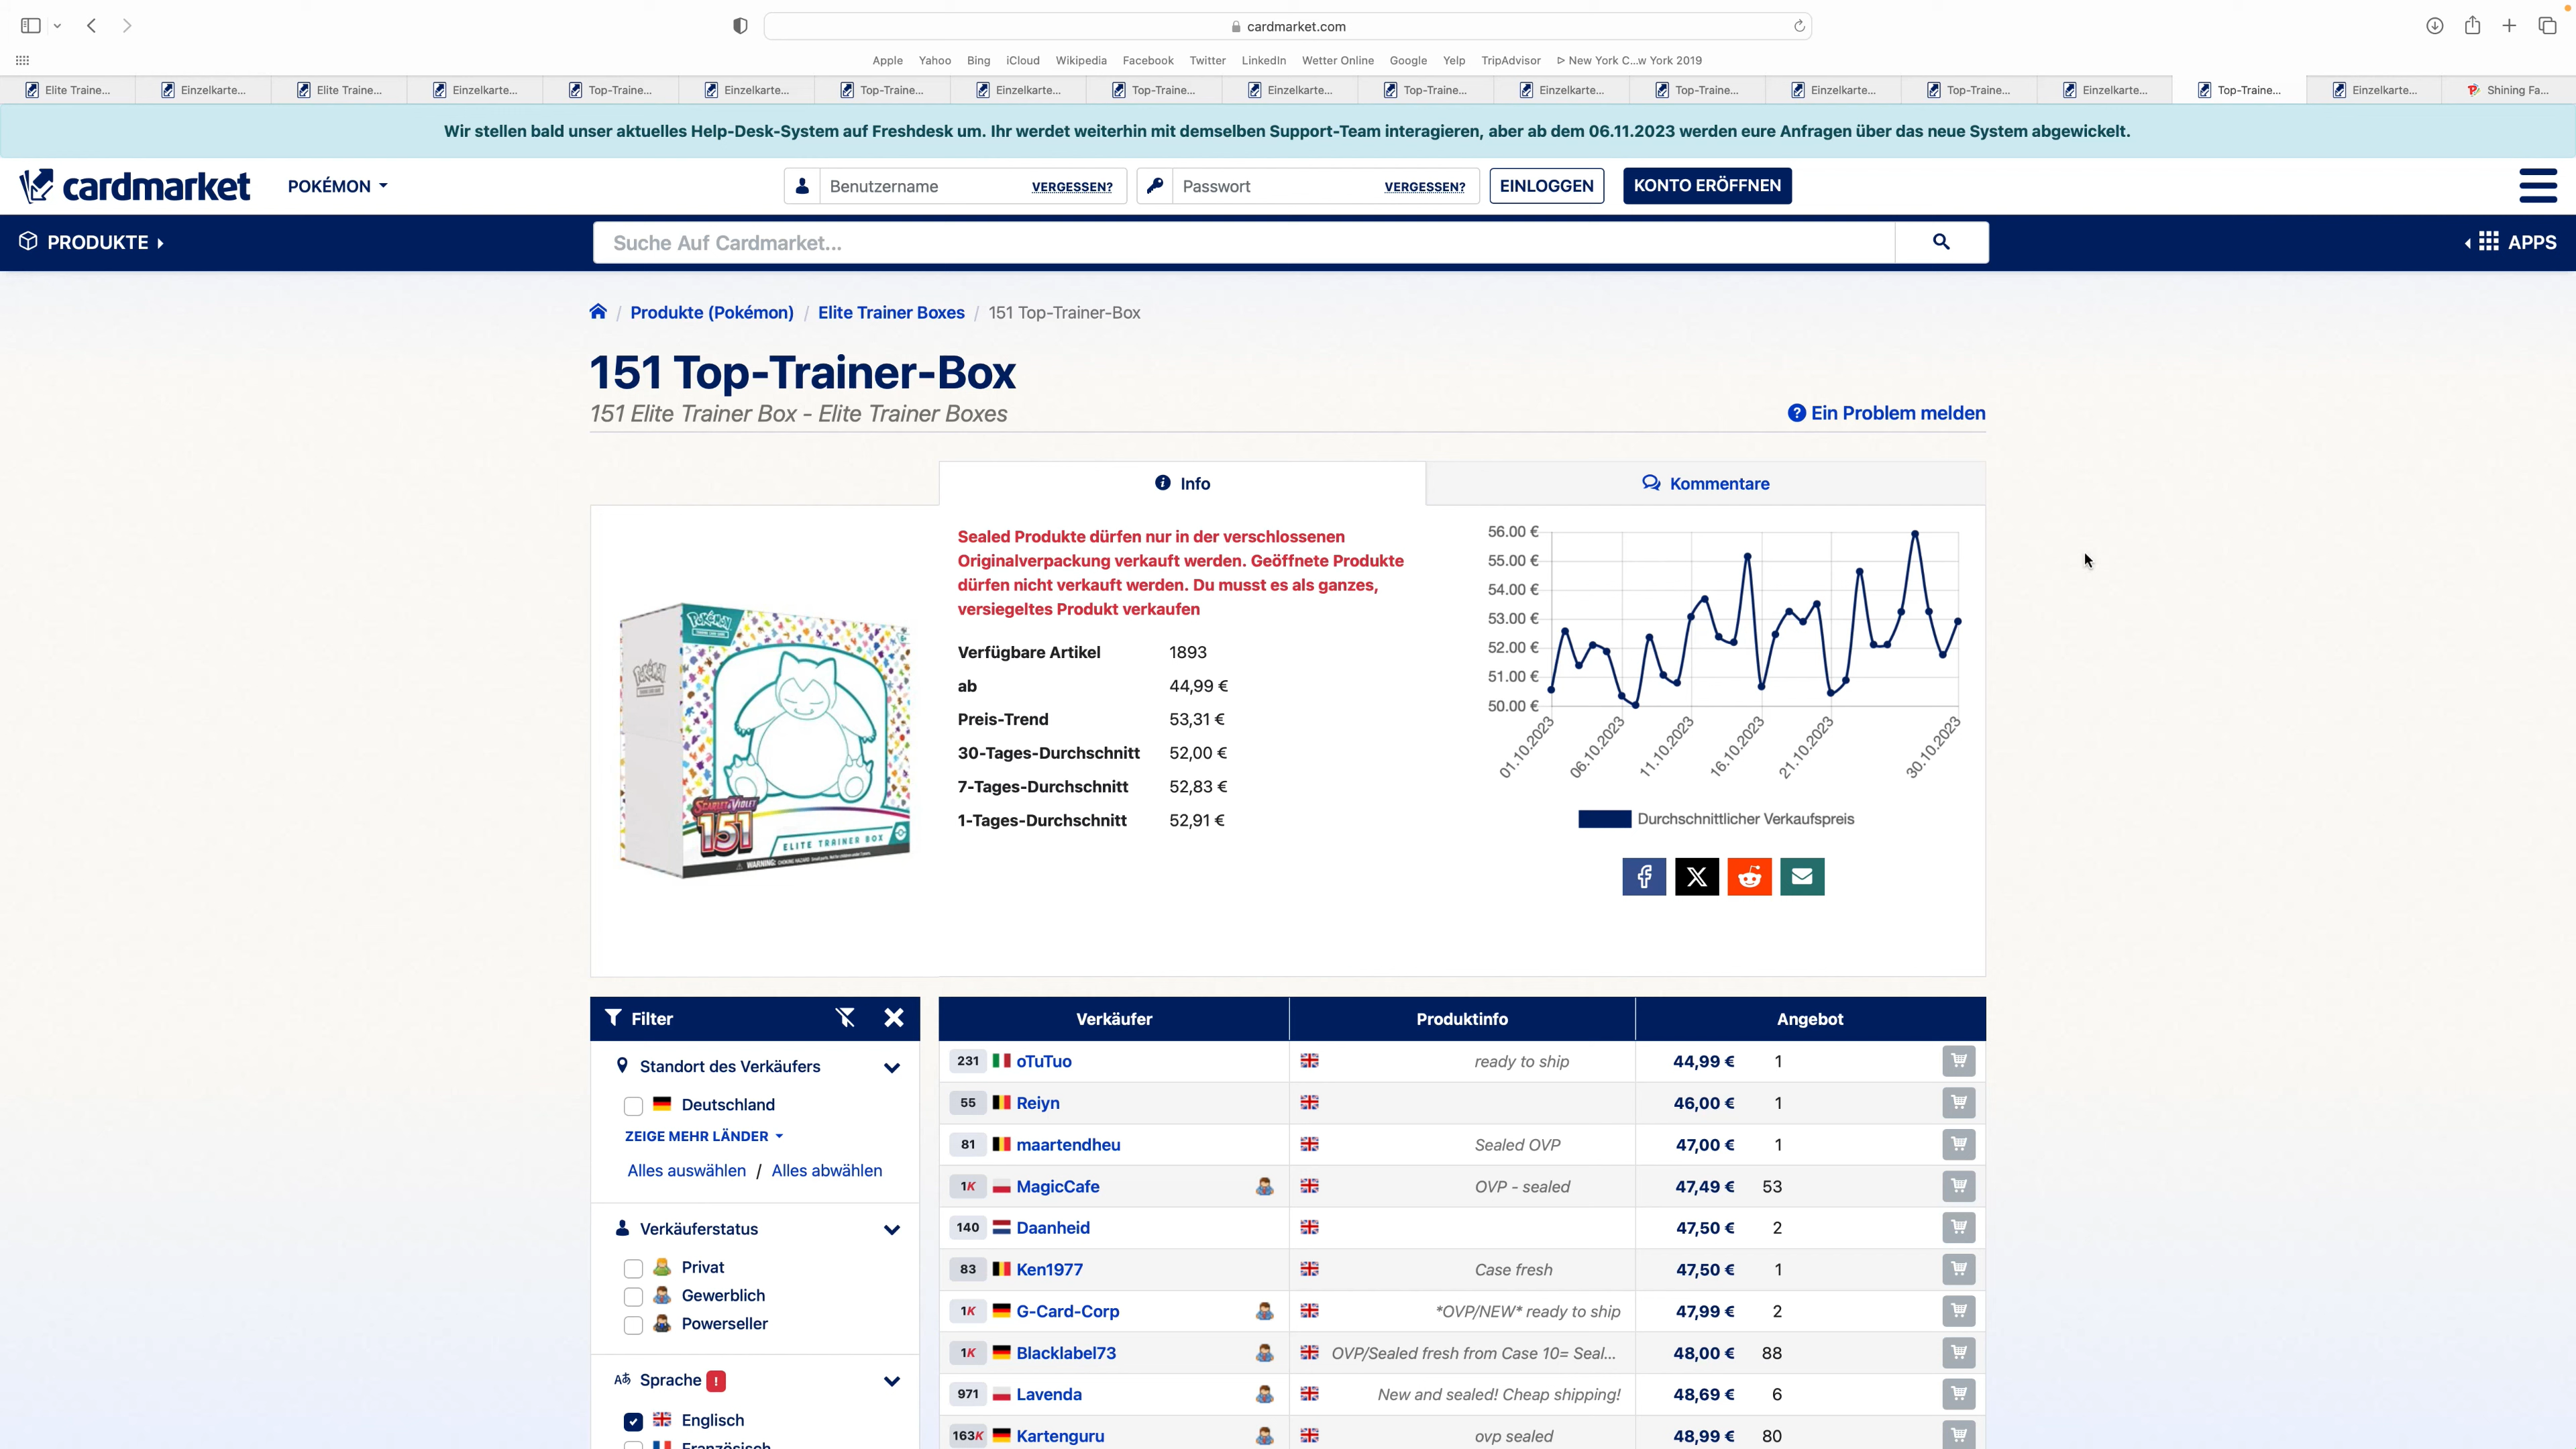 cardmarket.com
Apple Yahoo Bing iCloud Wikipedia Facebook Twitter LinkedIn Wetter Online Google Yelp TripAdvisor ᐅ New York C...w York 2019
Elite Traine... Einzelkarte... Elite Traine... Einzelkarte... Top-Traine... Einzelkarte... Top-Traine... Einzelkarte... Top-Traine... Einzelkarte... Top-Traine... Einzelkarte... Top-Traine... Einzelkarte... Top-Traine... Einzelkarte... Top-Traine... Einzelkarte... Shining Fa...
Wir stellen bald unser aktuelles Help-Desk-System auf Freshdesk um. Ihr werdet weiterhin mit demselben Support-Team interagieren, aber ab dem 06.11.2023 werden eure Anfragen über das neue System abgewickelt.
cardmarket POKÉMON Benutzername VERGESSEN? Passwort VERGESSEN? EINLOGGEN KONTO ERÖFFNEN
PRODUKTE Suche Auf Cardmarket... APPS
/ Produkte (Pokémon) / Elite Trainer Boxes / 151 Top-Trainer-Box
151 Top-Trainer-Box
151 Elite Trainer Box - Elite Trainer Boxes
Ein Problem melden
Info Kommentare
Sealed Produkte dürfen nur in der verschlossenen
Originalverpackung verkauft werden. Geöffnete Produkte
dürfen nicht verkauft werden. Du musst es als ganzes,
versiegeltes Produkt verkaufen
Verfügbare Artikel 1893
ab 44,99 €
Preis-Trend 53,31 €
30-Tages-Durchschnitt 52,00 €
7-Tages-Durchschnitt 52,83 €
1-Tages-Durchschnitt 52,91 €
Pokémon
Pokémon
SCARLET & VIOLET
151
ELITE TRAINER BOX
56.00 €
55.00 €
54.00 €
53.00 €
52.00 €
51.00 €
50.00 €
01.10.2023 06.10.2023 11.10.2023 16.10.2023 21.10.2023 30.10.2023
Durchschnittlicher Verkaufspreis
Filter
Standort des Verkäufers
Deutschland
ZEIGE MEHR LÄNDER
Alles auswählen / Alles abwählen
Verkäuferstatus
Privat
Gewerblich
Powerseller
Sprache !
Englisch
Französisch
Verkäufer Produktinfo Angebot
231 oTuTuo ready to ship 44,99 € 1
55 Reiyn 46,00 € 1
81 maartendheu Sealed OVP 47,00 € 1
1K MagicCafe OVP - sealed 47,49 € 53
140 Daanheid 47,50 € 2
83 Ken1977 Case fresh 47,50 € 1
1K G-Card-Corp *OVP/NEW* ready to ship 47,99 € 2
1K Blacklabel73 OVP/Sealed fresh from Case 10= Seal... 48,00 € 88
971 Lavenda New and sealed! Cheap shipping! 48,69 € 6
163K Kartenguru ovp sealed 48,99 € 80